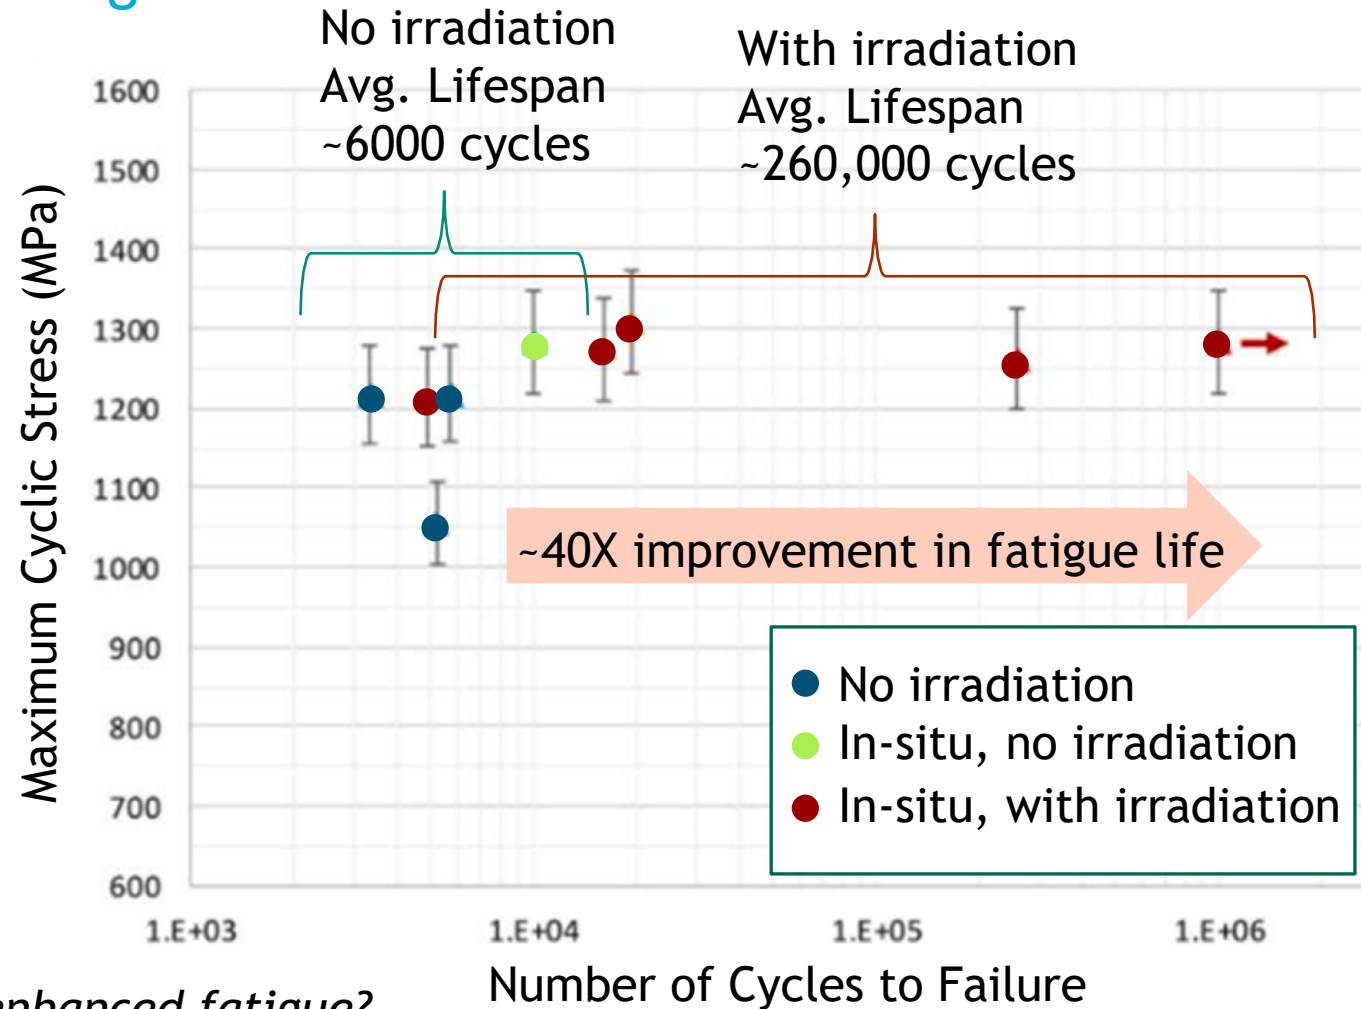 No irradiation
Avg. Lifespan
~6000 cycles
With irradiation
Avg. Lifespan
~260,000 cycles
Maximum Cyclic Stress (MPa)
1600
1500
1400
1300
1200
1100
1000
900
800
700
600
~40X improvement in fatigue life
No irradiation
In-situ, no irradiation
In-situ, with irradiation
1.E+03
1.E+04
1.E+05
1.E+06
Number of Cycles to Failure
enhanced fatigue?